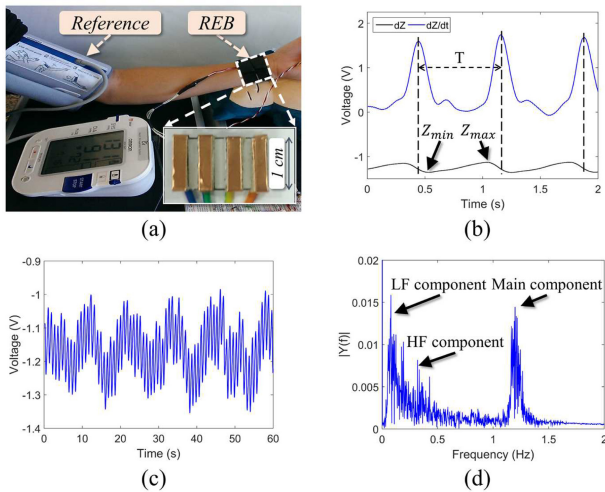 Reference
REB
1 cm
(a)
dZ
dZ/dt
T
Zmin
Zmax
Voltage (V)
2
1
0
-1
0
0.5
1
1.5
2
Time (s)
(b)
Voltage (V)
-0.9
-1
-1.1
-1.2
-1.3
-1.4
0
10
20
30
40
50
60
Time (s)
(c)
|Y(f)|
0.02
0.015
0.01
0.005
0
LF component
Main component
HF component
0
0.5
1
1.5
2
Frequency (Hz)
(d)